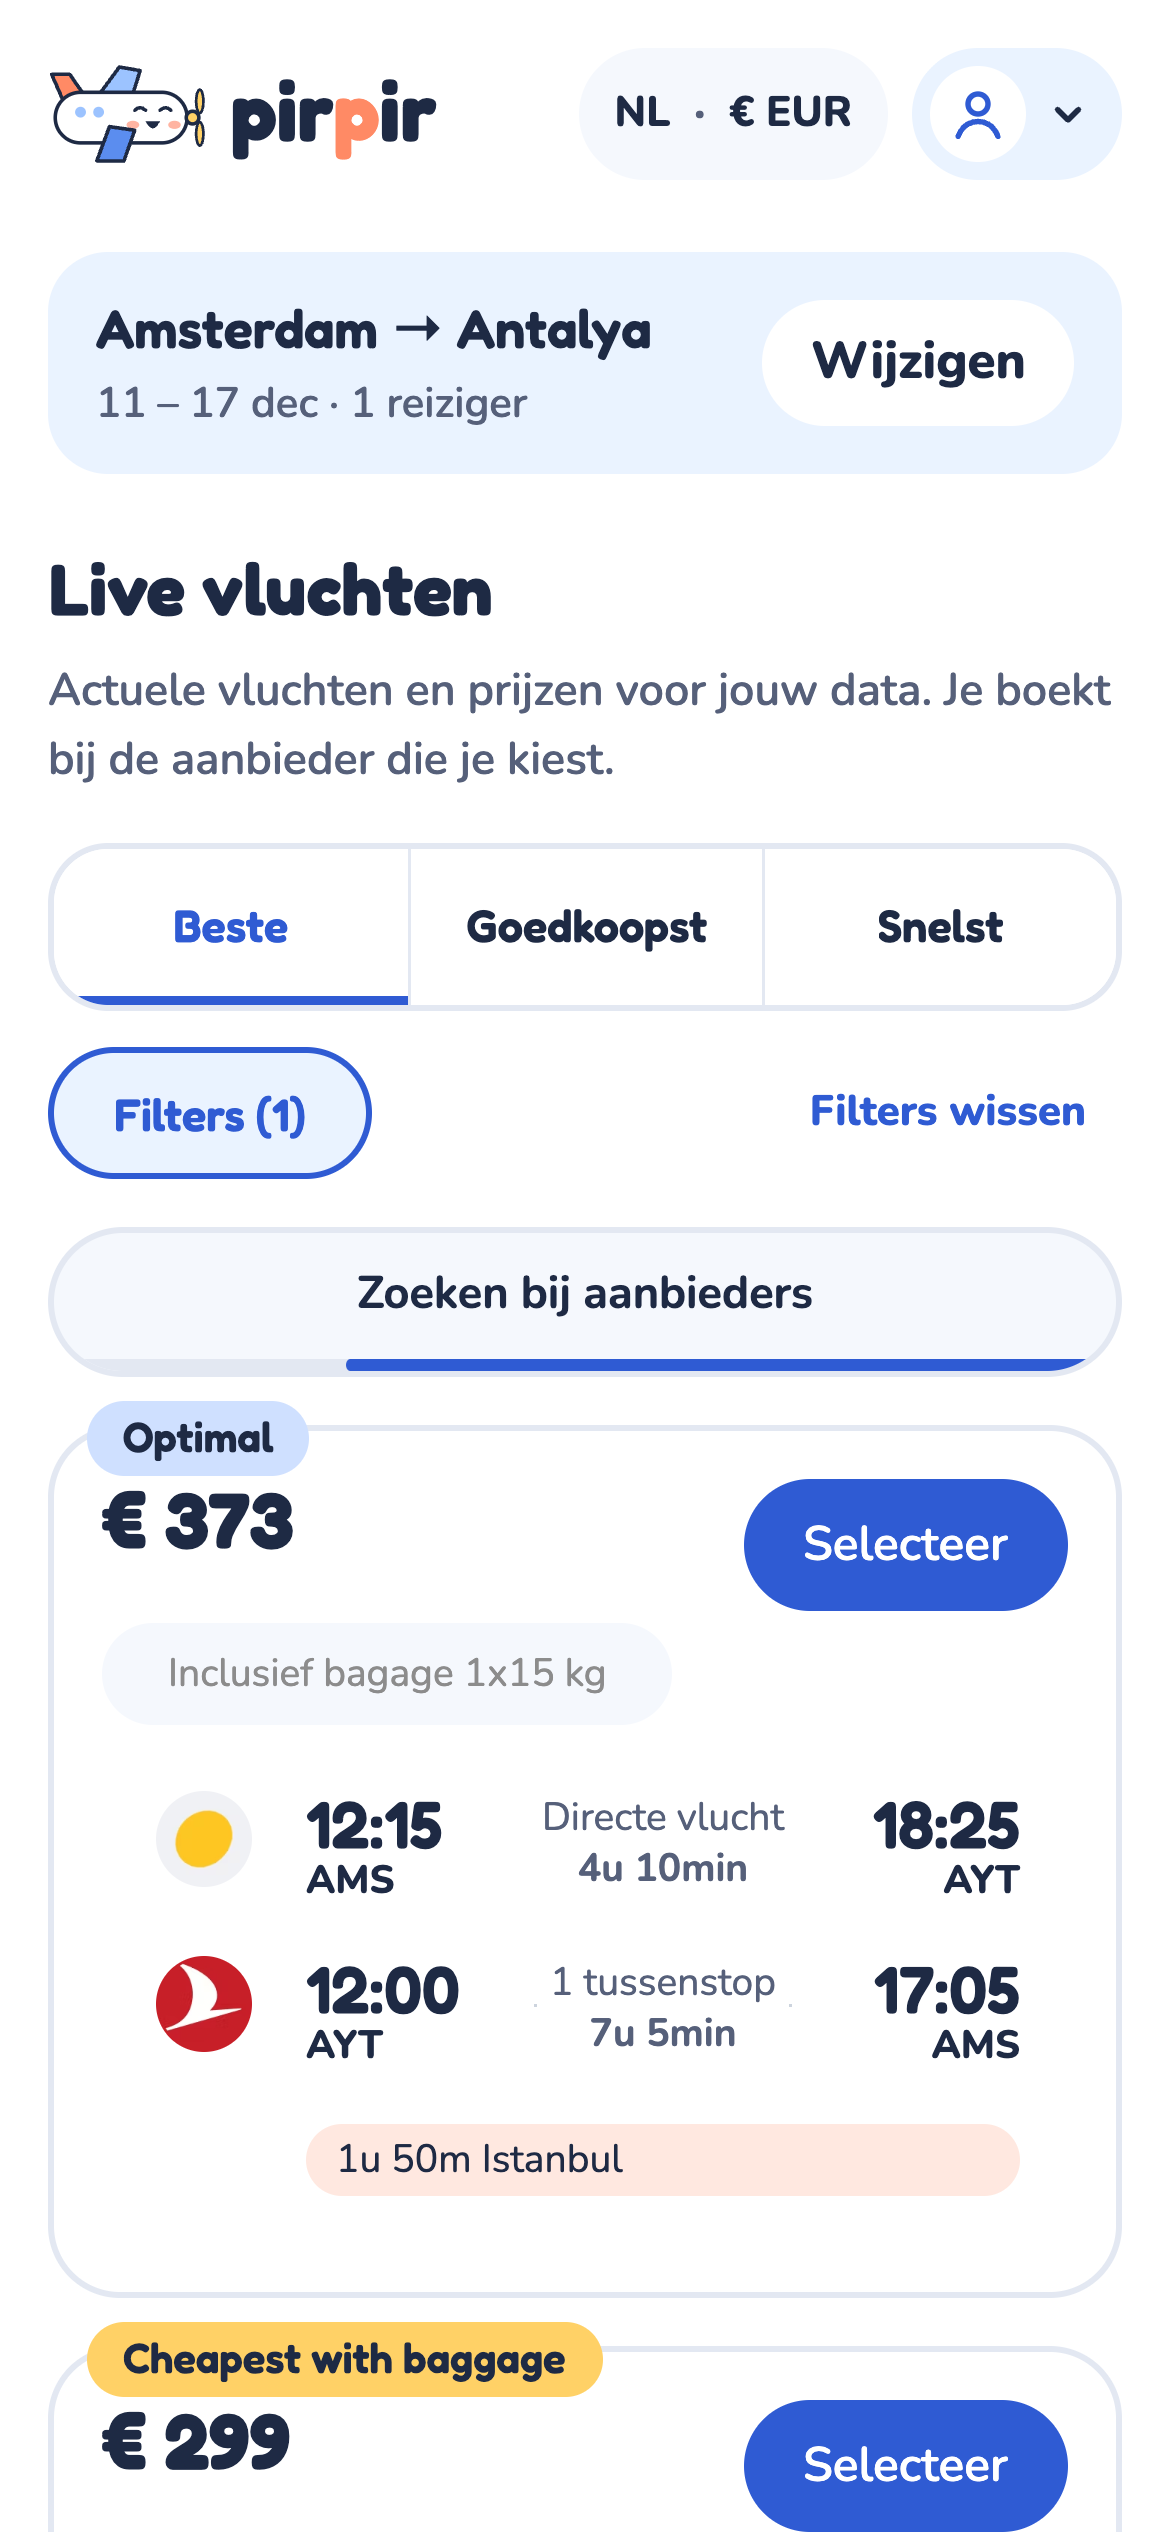 pirpir
NL · € EUR
Amsterdam → Antalya
11 – 17 dec · 1 reiziger
Wijzigen
Live vluchten
Actuele vluchten en prijzen voor jouw data. Je boekt
bij de aanbieder die je kiest.
Beste
Goedkoopst
Snelst
Filters (1)
Filters wissen
Zoeken bij aanbieders
Optimal
€ 373
Selecteer
Inclusief bagage 1x15 kg
12:15
AMS
Directe vlucht
4u 10min
18:25
AYT
12:00
AYT
1 tussenstop
7u 5min
17:05
AMS
1u 50m Istanbul
Cheapest with baggage
€ 299
Selecteer